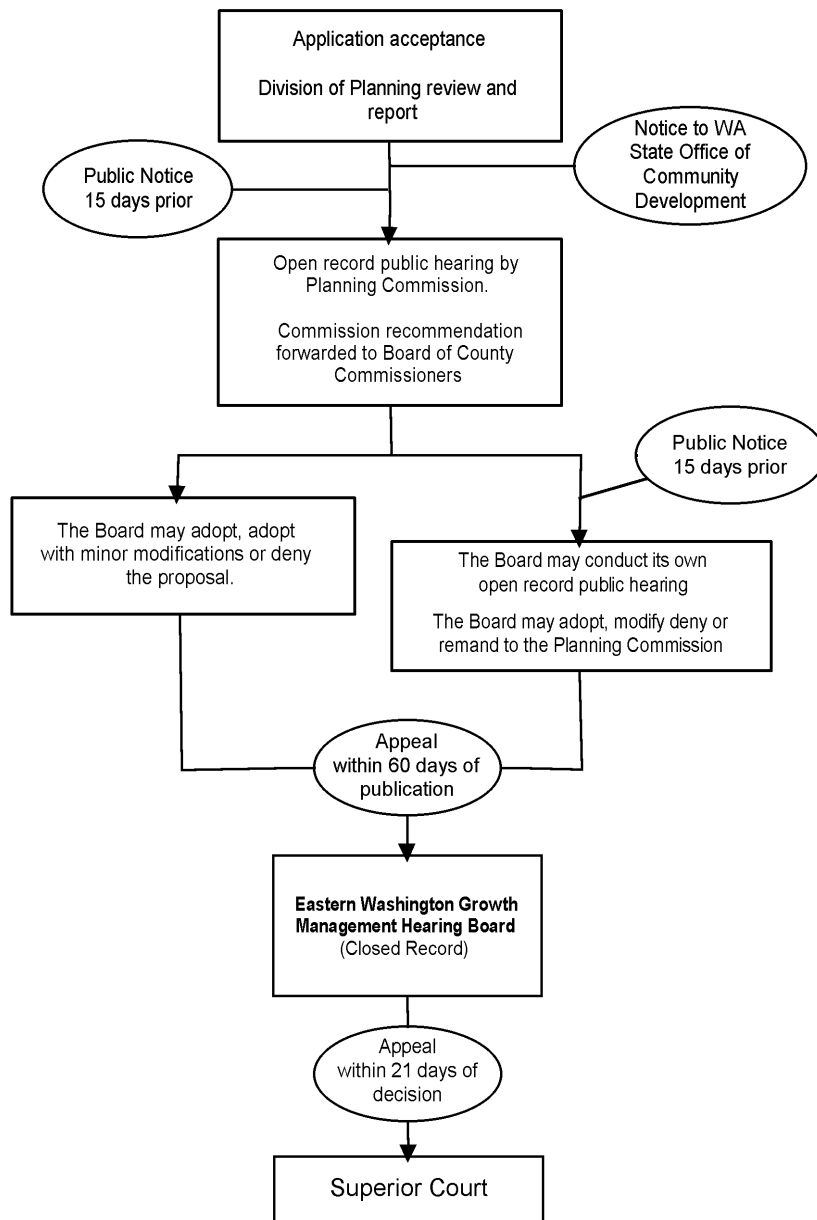 Application acceptance
Division of Planning review and
report
Notice to WA
State Office of
Community
Development
Public Notice
15 days prior
Open record public hearing by
Planning Commission.
Commission recommendation
forwarded to Board of County
Commissioners
Public Notice
15 days prior
The Board may adopt, adopt
with minor modifications or deny
the proposal.
The Board may conduct its own
open record public hearing
The Board may adopt, modify deny or
remand to the Planning Commission
Appeal
within 60 days of
publication
Eastern Washington Growth
Management Hearing Board
(Closed Record)
Appeal
within 21 days of
decision
Superior Court